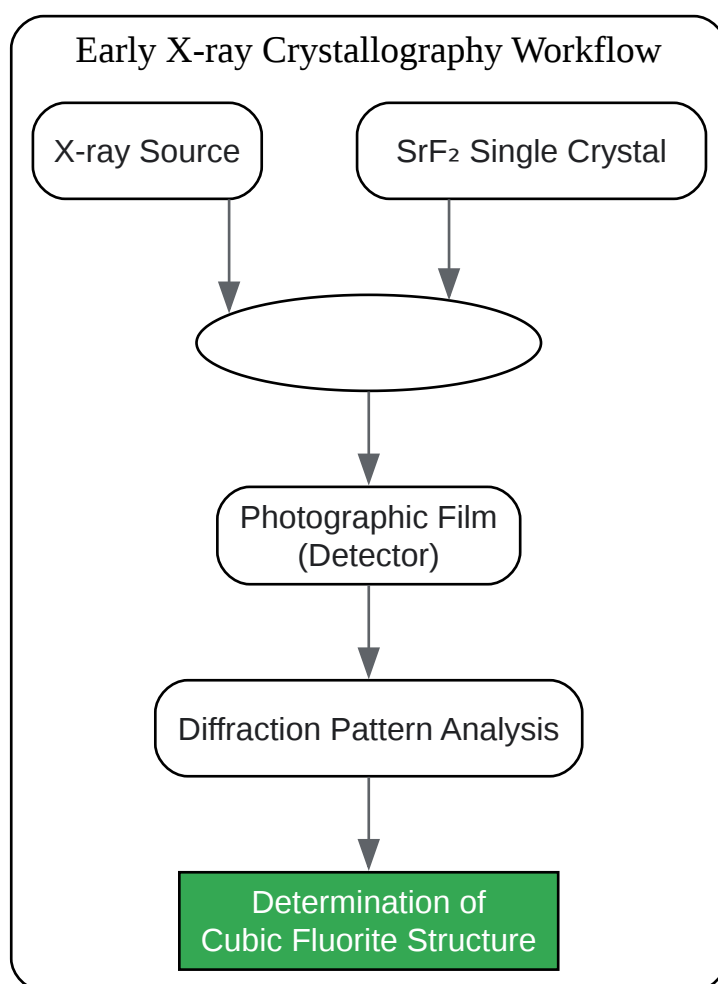 Early X-ray Crystallography Workflow
X-ray Source
SrF₂ Single Crystal
Photographic Film
(Detector)
Diffraction Pattern Analysis
Determination of
Cubic Fluorite Structure